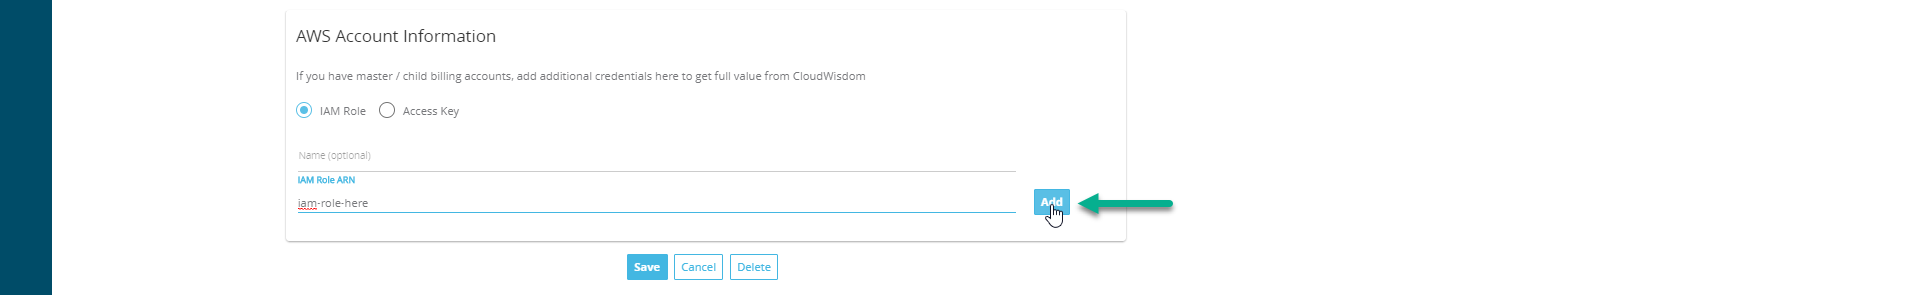 AWS Account Information
If you have master / child billing accounts, add additional credentials here to get full value from CloudWisdom
IAM Role Access Key
Name (optional)
IAM Role ARN
iam-role-here
Add
Save Cancel Delete